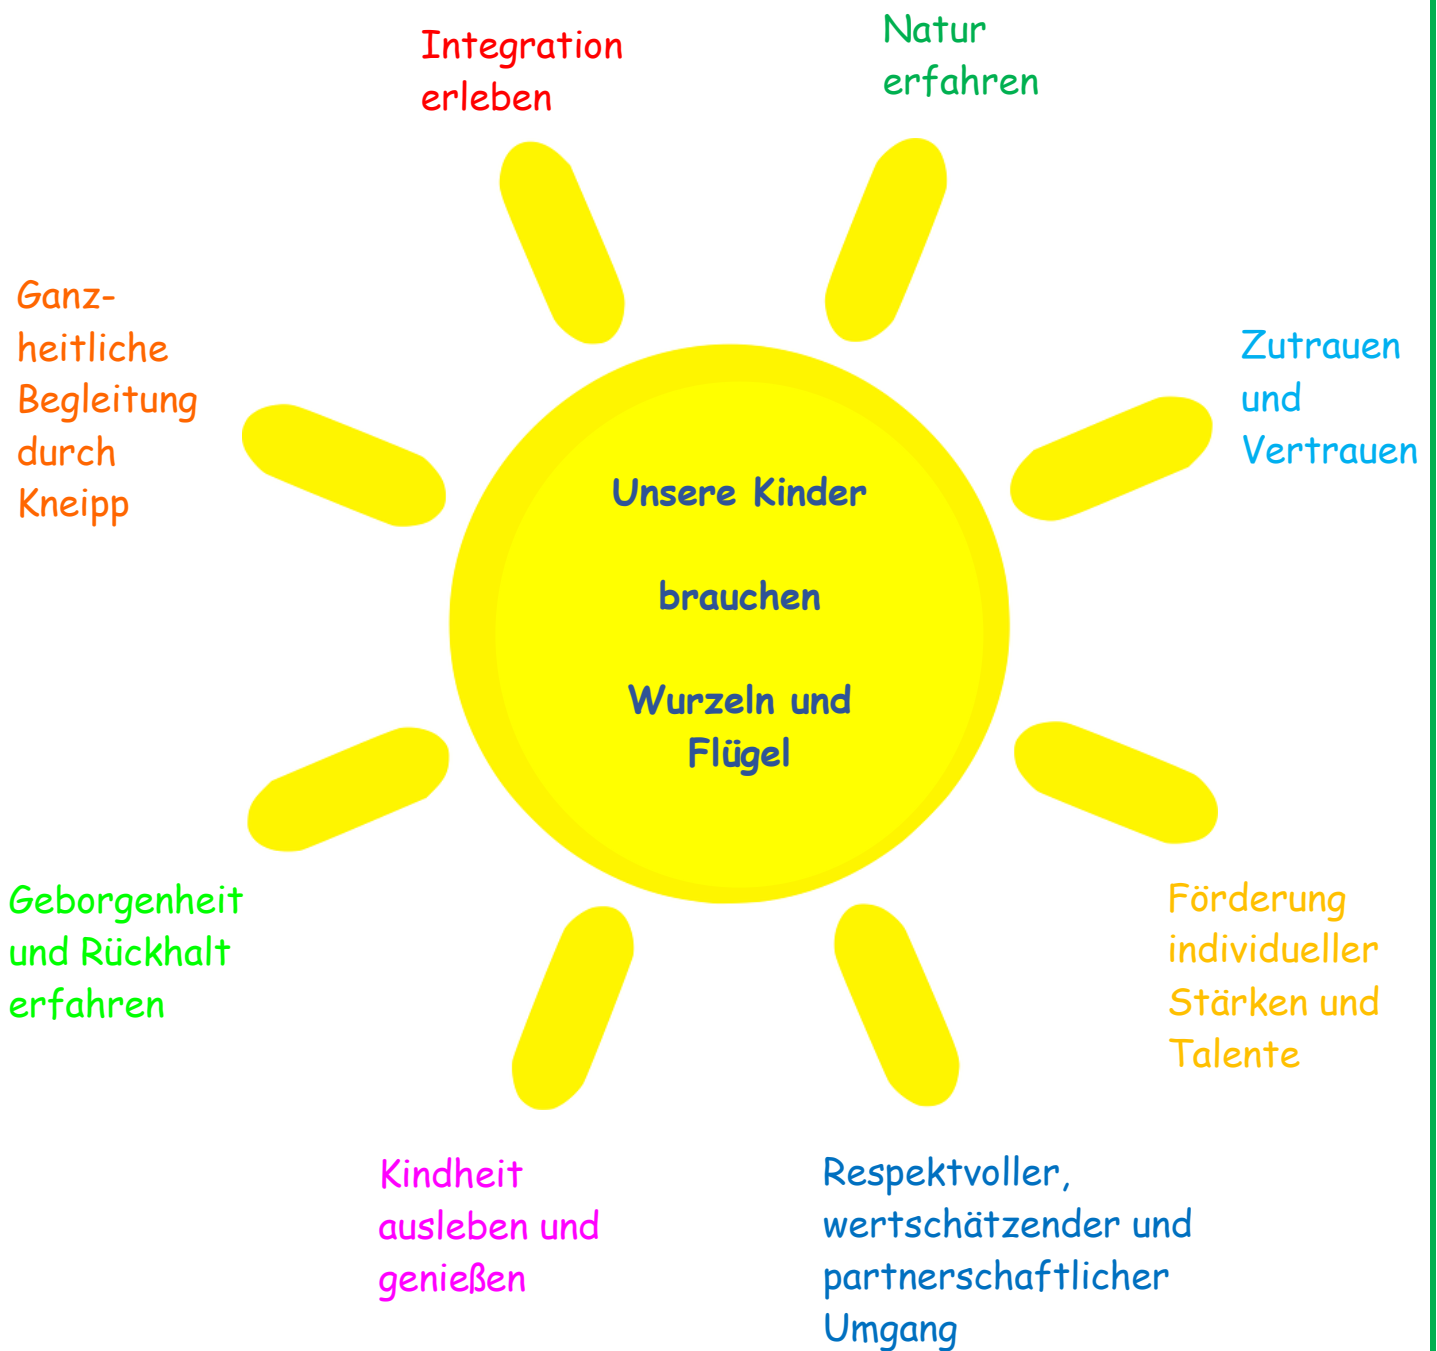 Integration
erleben
Natur
erfahren
Ganz-
heitliche
Begleitung
durch
Kneipp
Zutrauen
und
Vertrauen
Unsere Kinder
brauchen
Wurzeln und
Flügel
Geborgenheit
und Rückhalt
erfahren
Förderung
individueller
Stärken und
Talente
Kindheit
ausleben und
genießen
Respektvoller,
wertschätzender und
partnerschaftlicher
Umgang